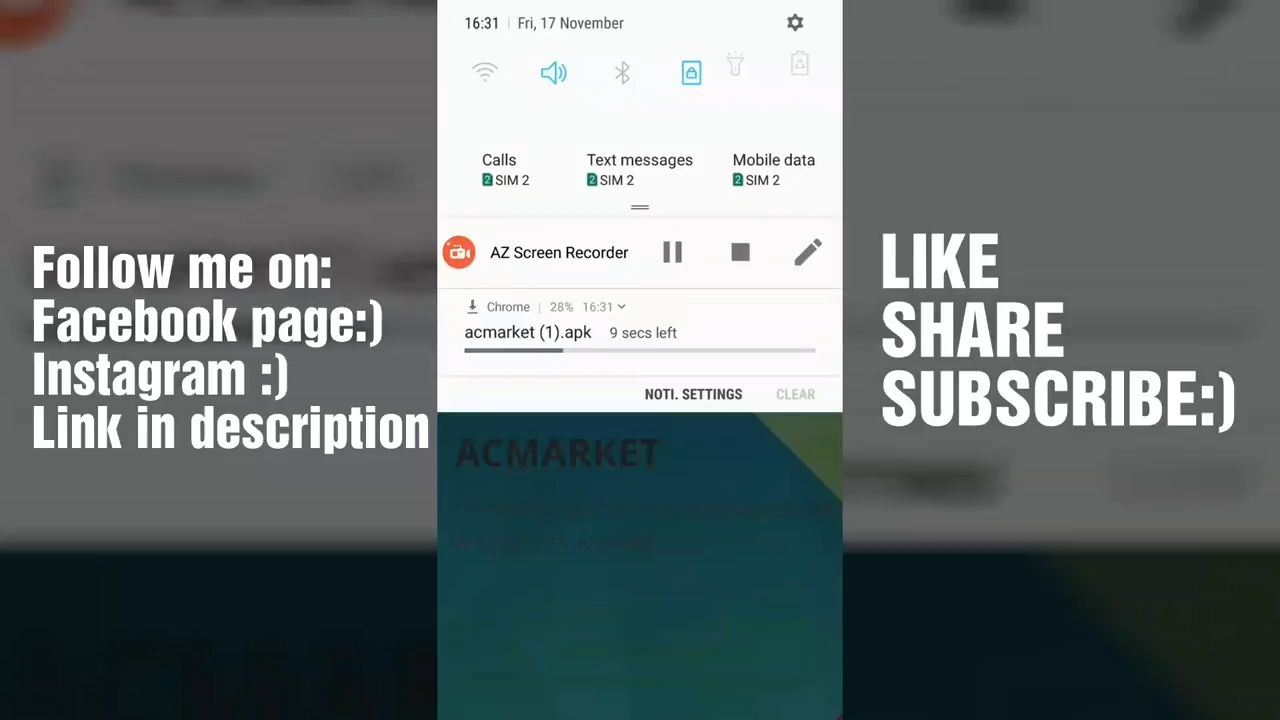 16:31 | Fri, 17 November
Calls
2 SIM 2
Text messages
2 SIM 2
Mobile data
2 SIM 2
AZ Screen Recorder
Chrome | 28% 16:31
acmarket (1).apk 9 secs left
NOTI. SETTINGS CLEAR
ACMARKET
Follow me on:
Facebook page:)
Instagram :)
Link in description
LIKE
SHARE
SUBSCRIBE:)